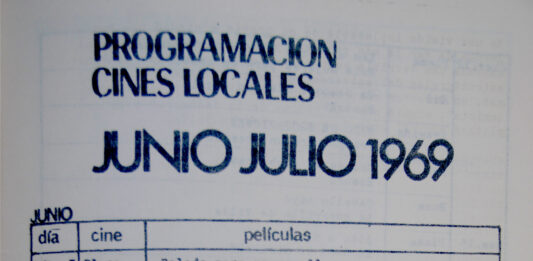 PROGRAMACION
CINES LOCALES
JUNIO JULIO 1969
JUNIO
día cine películas